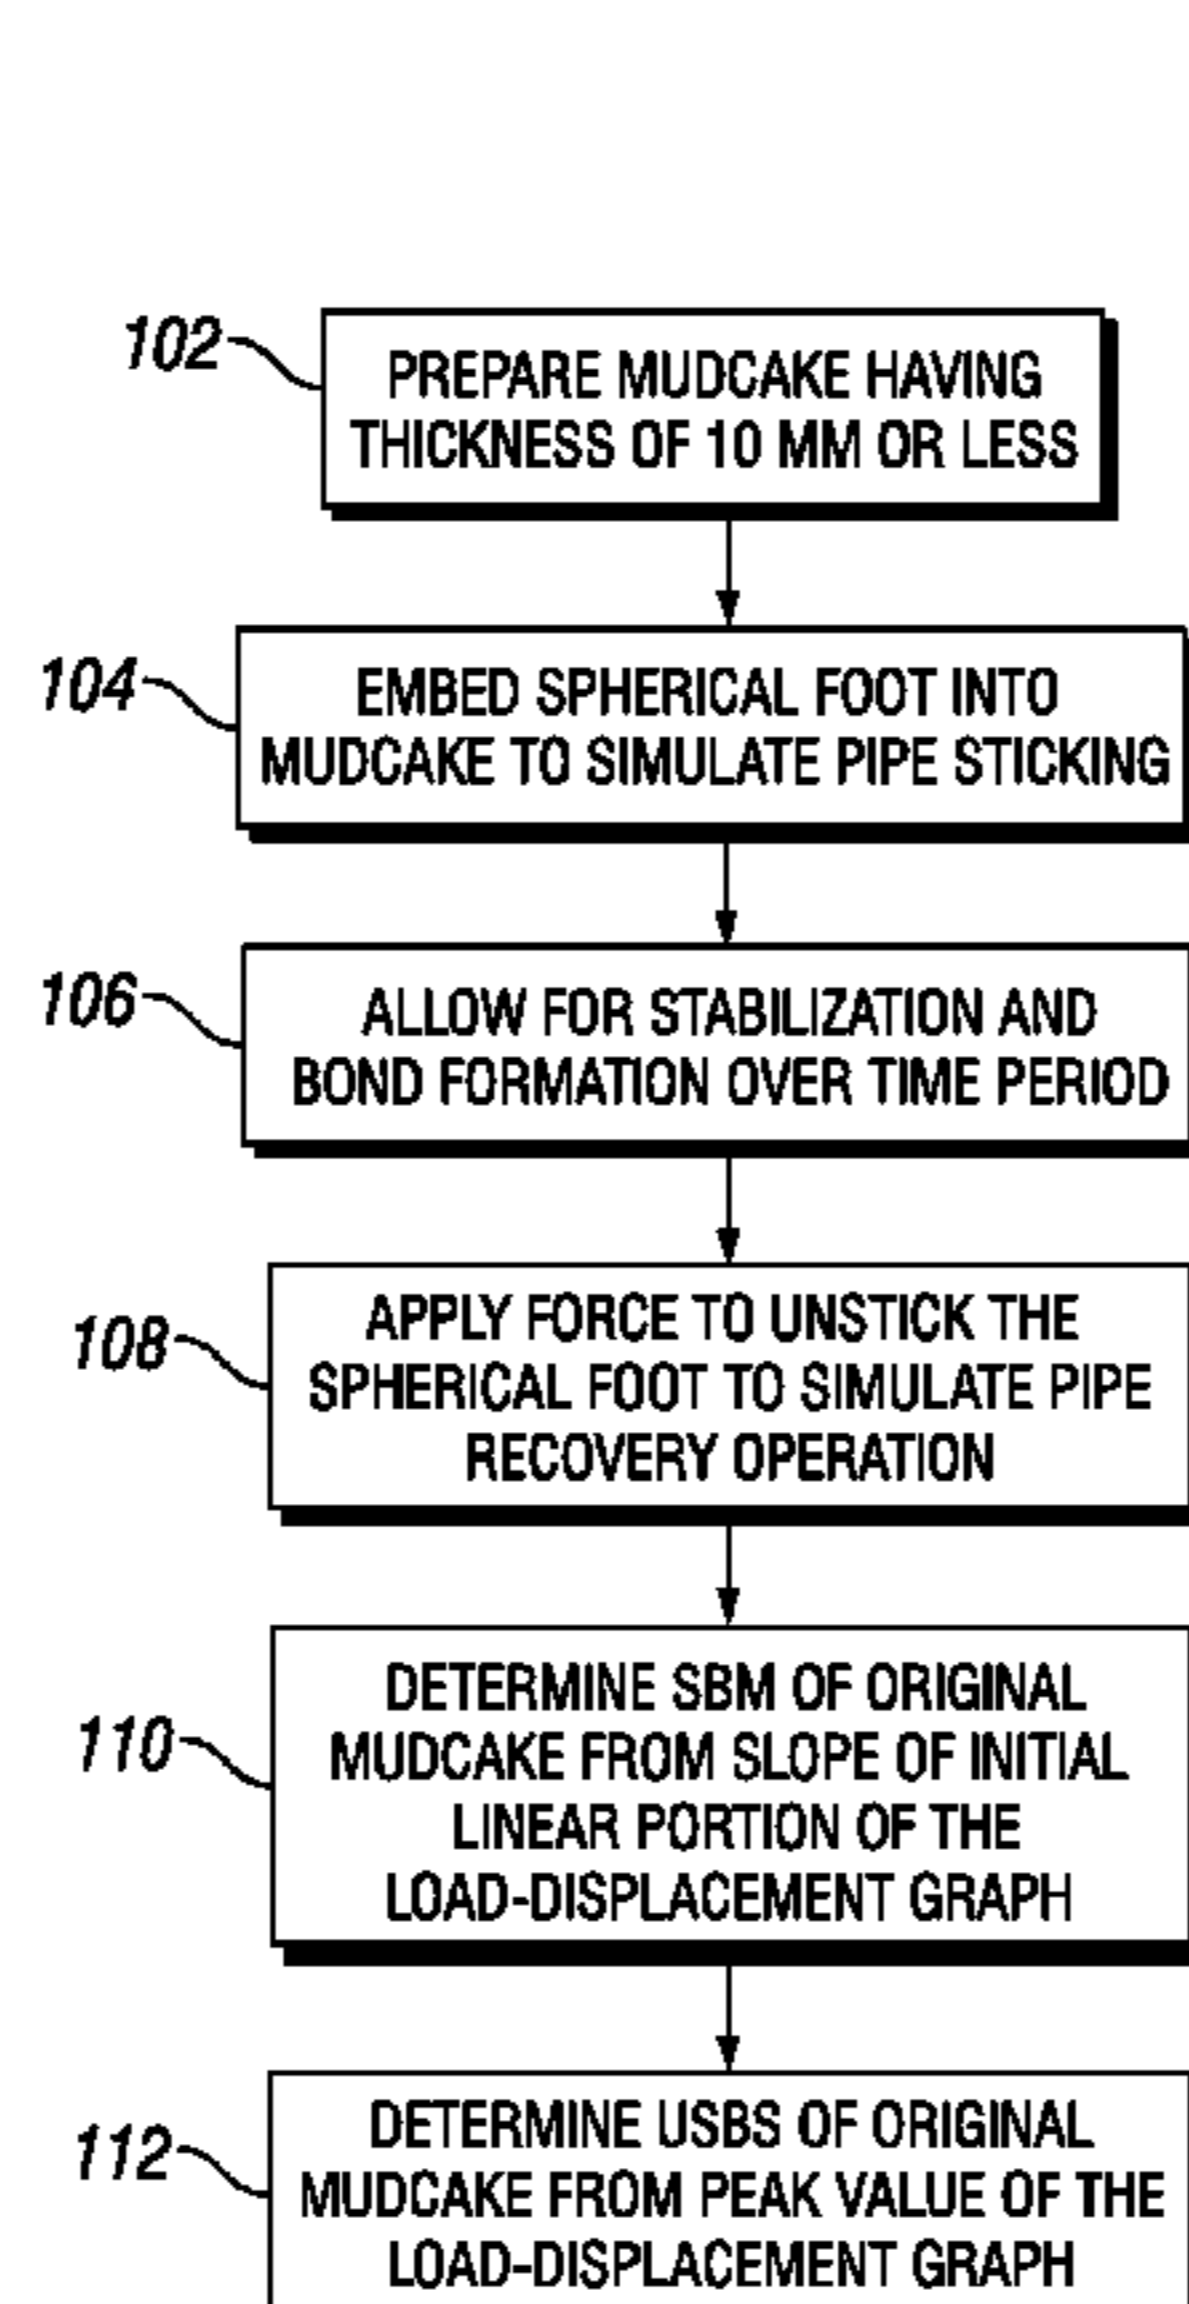 102
PREPARE MUDCAKE HAVING
THICKNESS OF 10 MM OR LESS
104
EMBED SPHERICAL FOOT INTO
MUDCAKE TO SIMULATE PIPE STICKING
106
ALLOW FOR STABILIZATION AND
BOND FORMATION OVER TIME PERIOD
108
APPLY FORCE TO UNSTICK THE
SPHERICAL FOOT TO SIMULATE PIPE
RECOVERY OPERATION
110
DETERMINE SBM OF ORIGINAL
MUDCAKE FROM SLOPE OF INITIAL
LINEAR PORTION OF THE
LOAD-DISPLACEMENT GRAPH
112
DETERMINE USBS OF ORIGINAL
MUDCAKE FROM PEAK VALUE OF THE
LOAD-DISPLACEMENT GRAPH